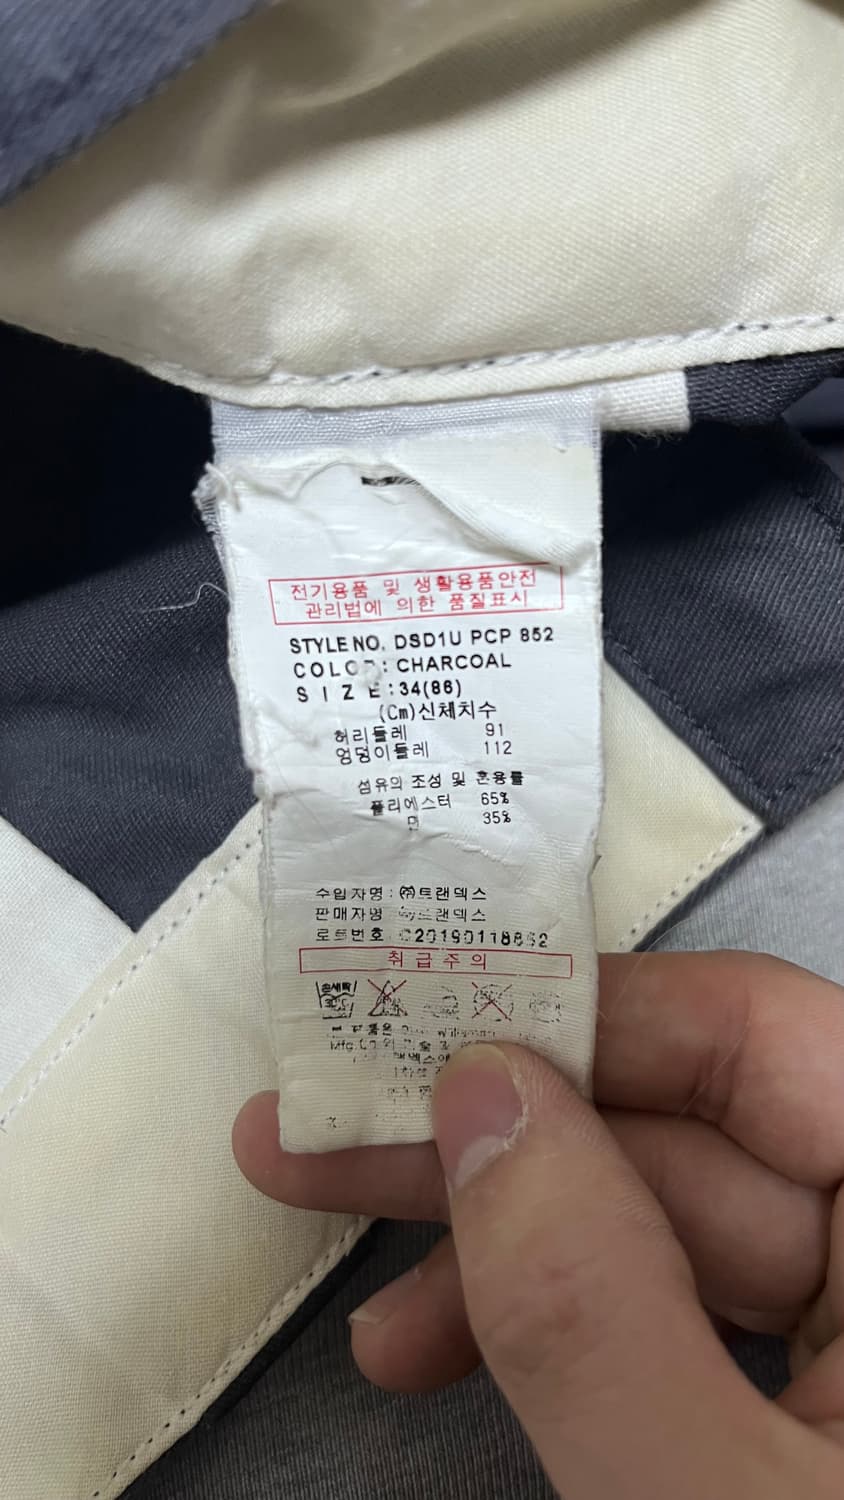 전기용품 및 생활용품안전
관리법에 의한 품질표시
STYLE NO. DSD1U PCP 852
COLOR: CHARCOAL
SIZE:34(86)
(Cm)신체치수
허리둘레 91
엉덩이둘레 112
섬유의 조성 및 혼용률
폴리에스터 65%
면 35%
수입자명 : ㈜트랜덱스
판매자명 ㈜트랜덱스
로트번호
취급주의
손세탁
30℃